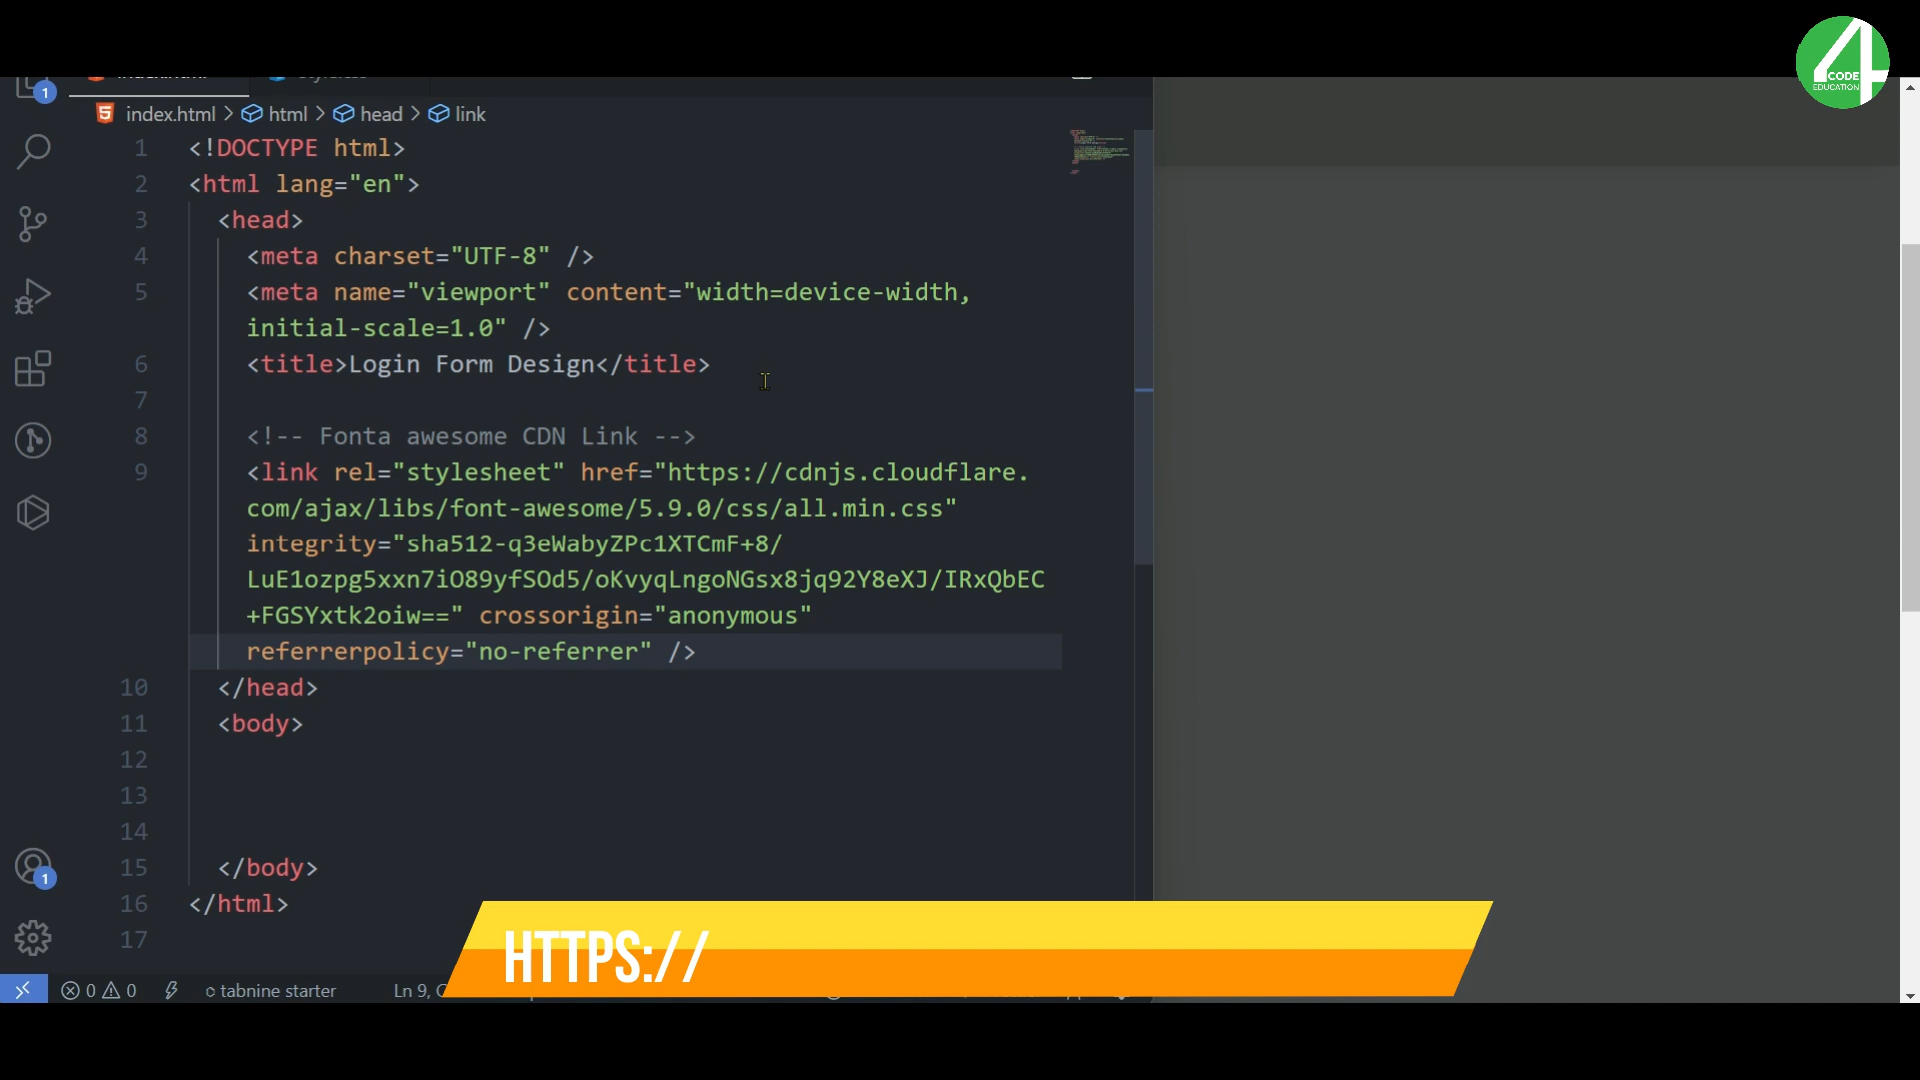 CODE
EDUCATION
4
1
index.html > html > head > link
1 <!DOCTYPE html>
2 <html lang="en">
3 <head>
4 <meta charset="UTF-8" />
5 <meta name="viewport" content="width=device-width,
initial-scale=1.0" />
6 <title>Login Form Design</title>
7
8 <!-- Fonta awesome CDN Link -->
9 <link rel="stylesheet" href="https://cdnjs.cloudflare.
com/ajax/libs/font-awesome/5.9.0/css/all.min.css"
integrity="sha512-q3eWabyZPc1XTCmF+8/
LuE1ozpg5xxn7iO89yfSOd5/oKvyqLngoNGsx8jq92Y8eXJ/IRxQbEC
+FGSYxtk2oiw==" crossorigin="anonymous"
referrerpolicy="no-referrer" />
10 </head>
11 <body>
12
13
14
15 </body>
1
16 </html>
17
HTTPS://
0 0 tabnine starter Ln 9,